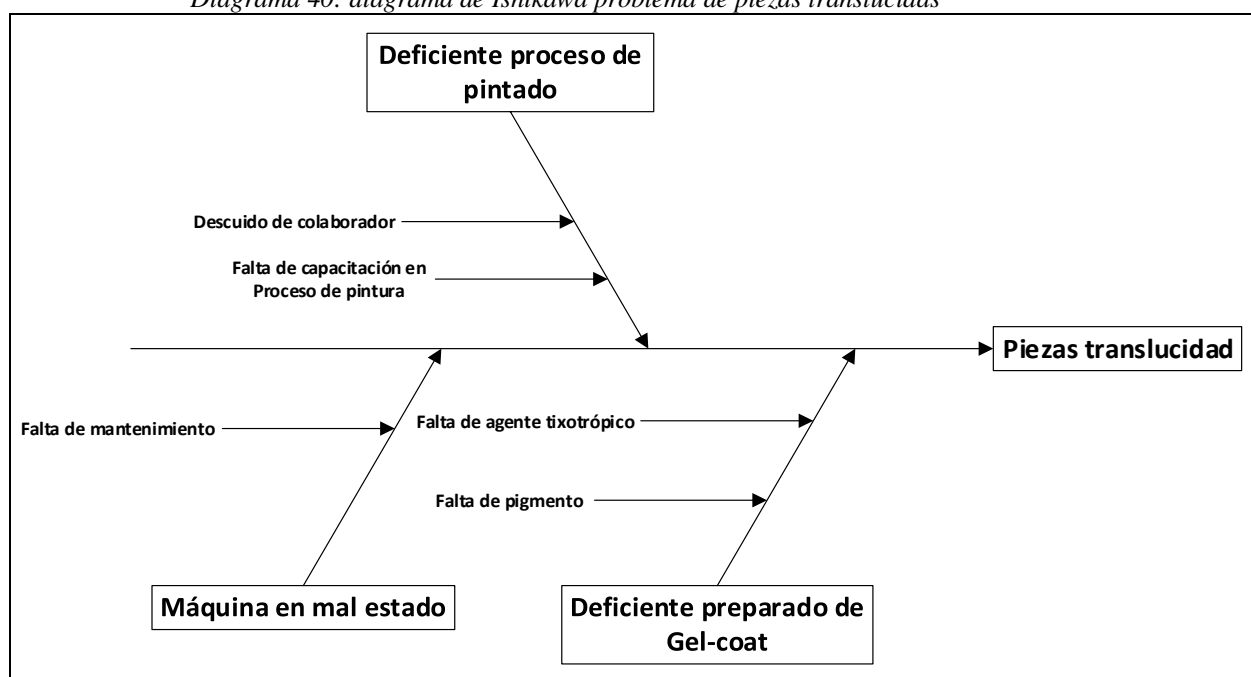 Diagrama 40: diagrama de Ishikawa problema de piezas translucidas
Deficiente proceso de
pintado
Descuido de colaborador
Falta de capacitación en
Proceso de pintura
Piezas translucidad
Falta de mantenimiento
Falta de agente tixotrópico
Falta de pigmento
Máquina en mal estado
Deficiente preparado de
Gel-coat